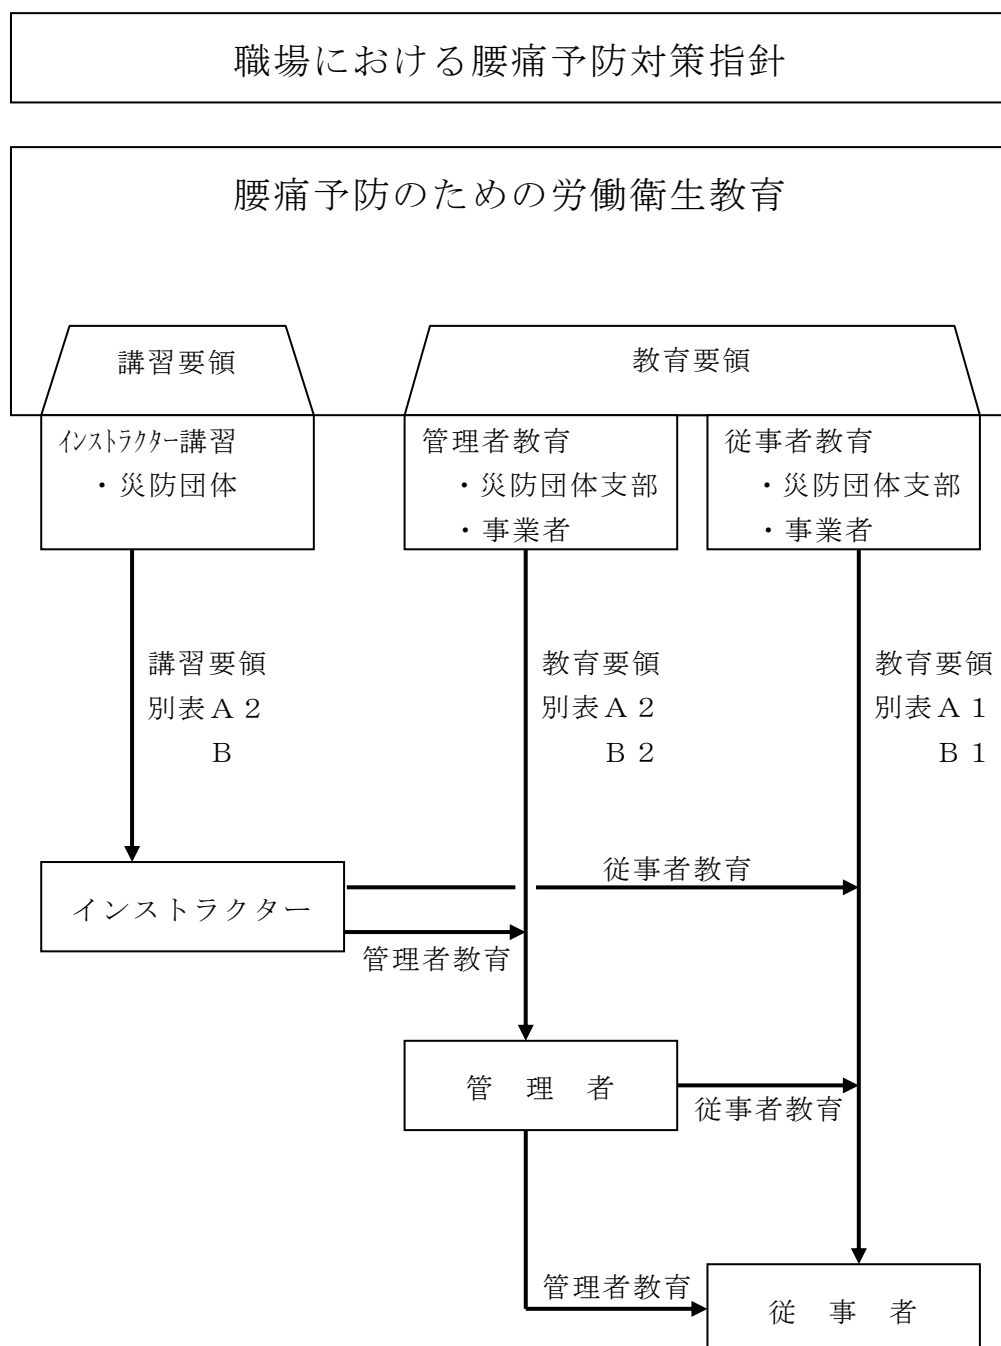 職場における腰痛予防対策指針
腰痛予防のための労働衛生教育
講習要領
教育要領
インストラクター講習
・災防団体
管理者教育
・災防団体支部
・事業者
従事者教育
・災防団体支部
・事業者
講習要領
別表Ａ２
Ｂ
教育要領
別表Ａ２
Ｂ２
教育要領
別表Ａ１
Ｂ１
インストラクター
従事者教育
管理者教育
管　理　者
従事者教育
管理者教育
従　事　者